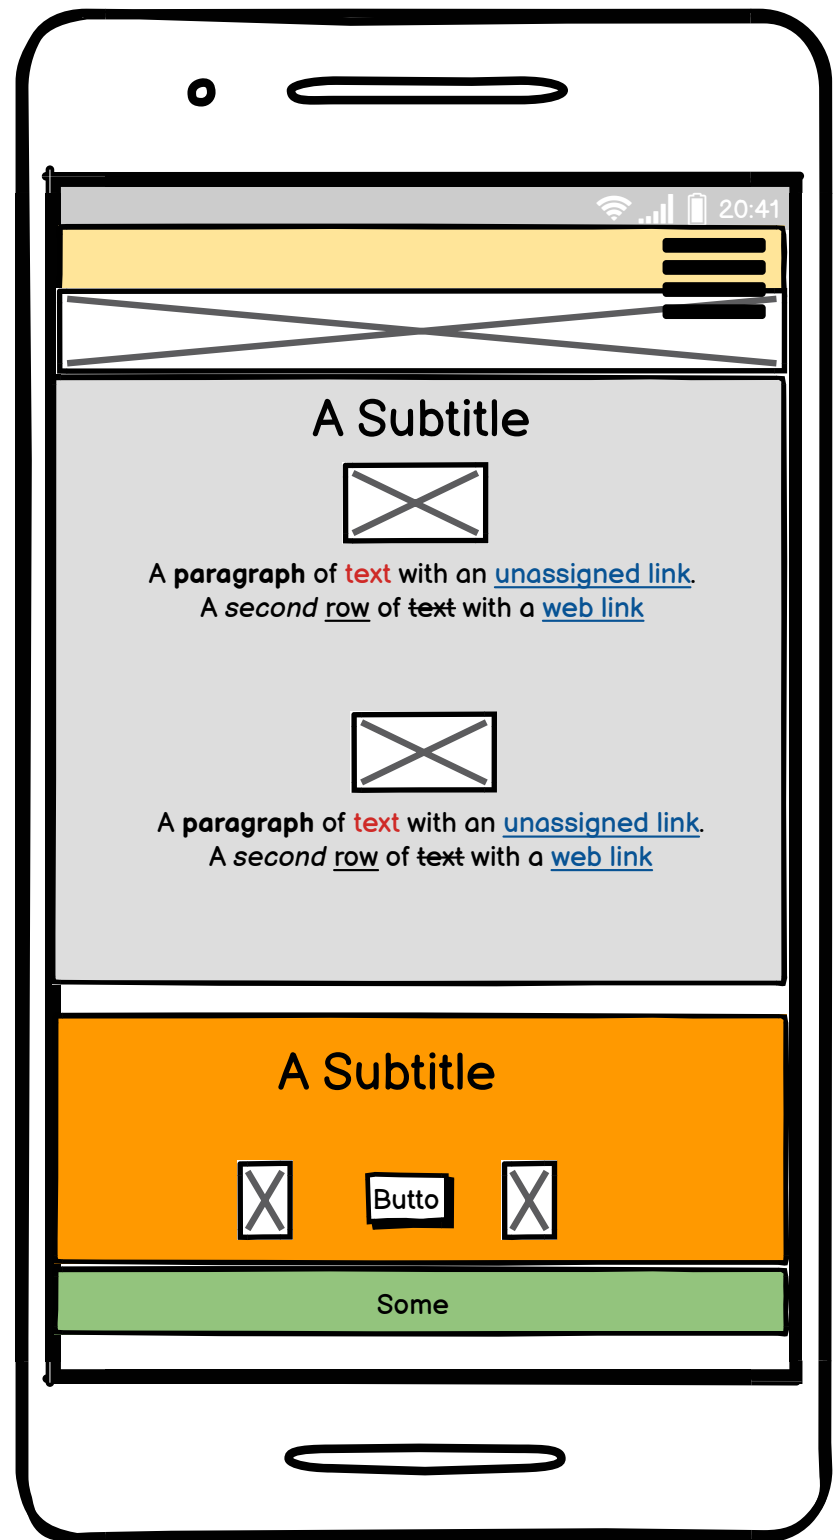 20:41
A Subtitle
A paragraph of text with an unassigned link.
A second row of text with a web link
A paragraph of text with an unassigned link.
A second row of text with a web link
A Subtitle
Butto
Some